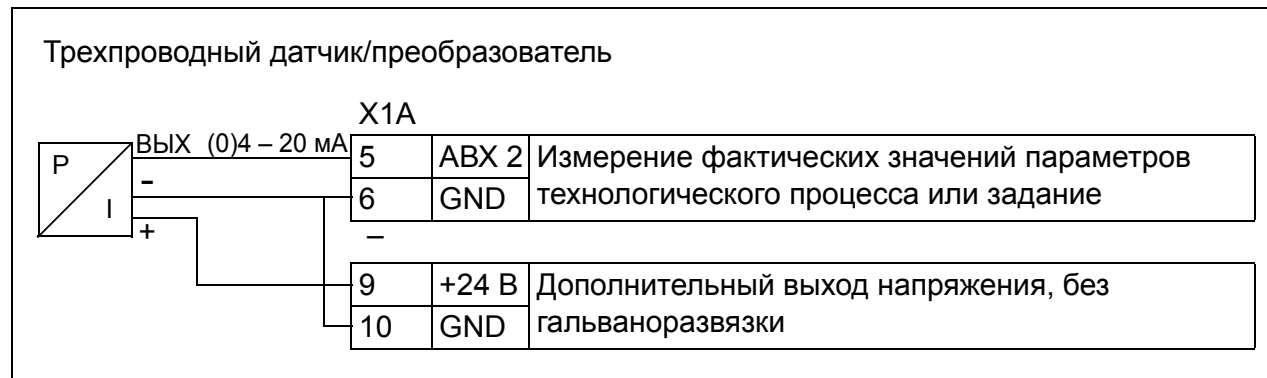 Трехпроводный датчик/преобразователь
X1A
ВЫХ (0)4 – 20 мА
P
I
-
+
5 АВХ 2 Измерение фактических значений параметров
6 GND технологического процесса или задание
–
9 +24 В Дополнительный выход напряжения, без
10 GND гальваноразвязки